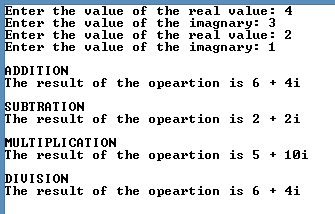 Enter the value of the real value: 4
Enter the value of the imagnary: 3
Enter the value of the real value: 2
Enter the value of the imagnary: 1
ADDITION
The result of the opeartion is 6 + 4i
SUBTRATION
The result of the opeartion is 2 + 2i
MULTIPLICATION
The result of the opeartion is 5 + 10i
DIVISION
The result of the opeartion is 6 + 4i